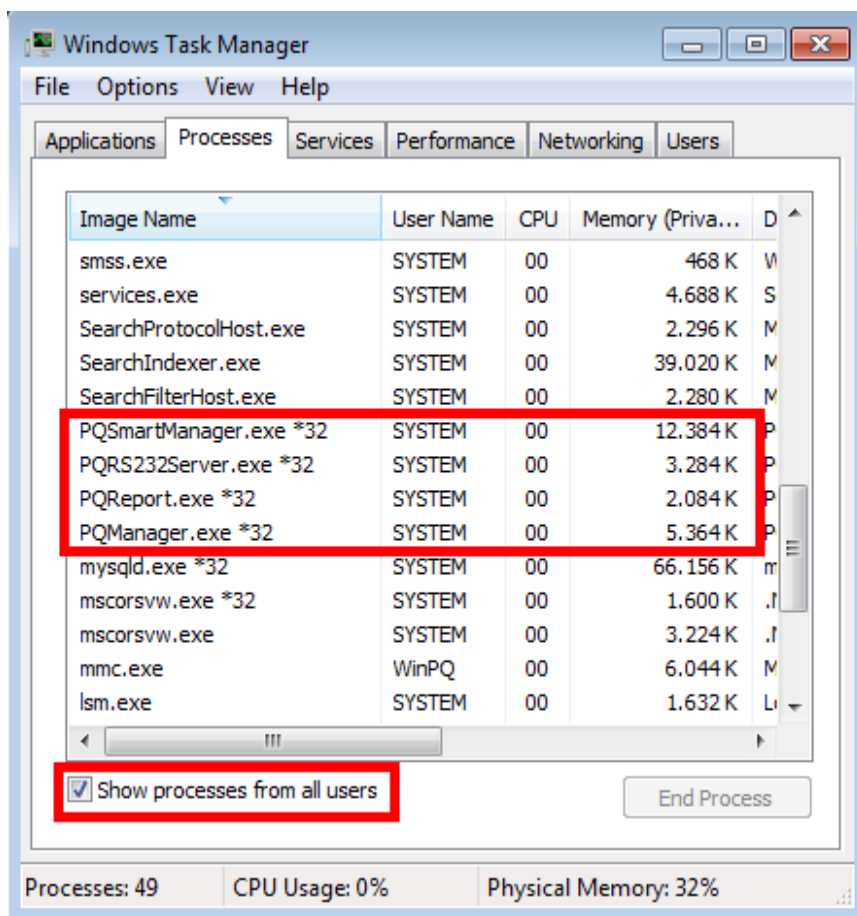 Windows Task Manager
File Options View Help
Applications Processes Services Performance Networking Users
Image Name User Name CPU Memory (Priva... D
smss.exe SYSTEM 00 468 K W
services.exe SYSTEM 00 4.688 K S
SearchProtocolHost.exe SYSTEM 00 2.296 K M
SearchIndexer.exe SYSTEM 00 39.020 K M
SearchFilterHost.exe SYSTEM 00 2.280 K M
PQSmartManager.exe *32 SYSTEM 00 12.384 K P
PQRS232Server.exe *32 SYSTEM 00 3.284 K P
PQReport.exe *32 SYSTEM 00 2.084 K P
PQManager.exe *32 SYSTEM 00 5.364 K P
mysqld.exe *32 SYSTEM 00 66.156 K m
mscorsvw.exe *32 SYSTEM 00 1.600 K .N
mscorsvw.exe SYSTEM 00 3.224 K .N
mmc.exe WinPQ 00 6.044 K M
lsm.exe SYSTEM 00 1.632 K Lo
Show processes from all users
End Process
Processes: 49 CPU Usage: 0% Physical Memory: 32%